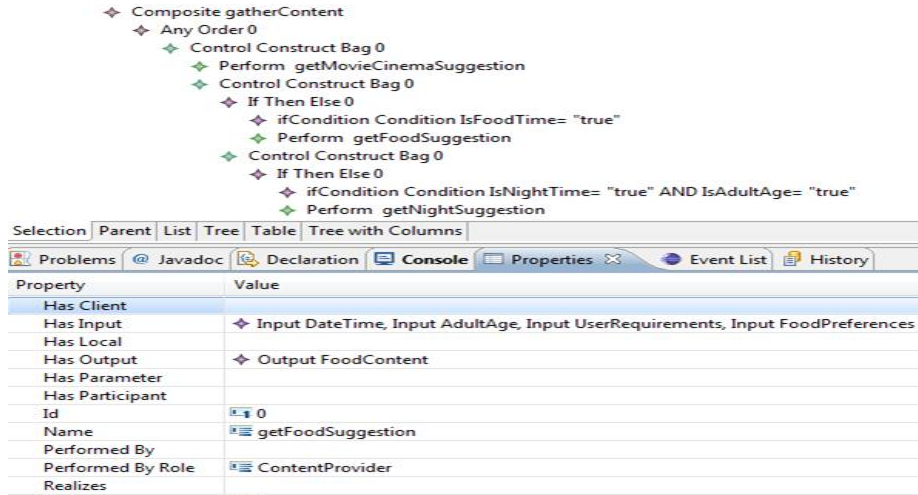 Composite gatherContent
Any Order 0
Control Construct Bag 0
Perform getMovieCinemaSuggestion
Control Construct Bag 0
If Then Else 0
ifCondition Condition IsFoodTime= "true"
Perform getFoodSuggestion
Control Construct Bag 0
If Then Else 0
ifCondition Condition IsNightTime= "true" AND IsAdultAge= "true"
Perform getNightSuggestion
Selection Parent List Tree Table Tree with Columns
Problems @ Javadoc Declaration Console Properties Event List History
Property Value
Has Client
Has Input Input DateTime, Input AdultAge, Input UserRequirements, Input FoodPreferences
Has Local
Has Output Output FoodContent
Has Parameter
Has Participant
Id 0
Name getFoodSuggestion
Performed By
Performed By Role ContentProvider
Realizes